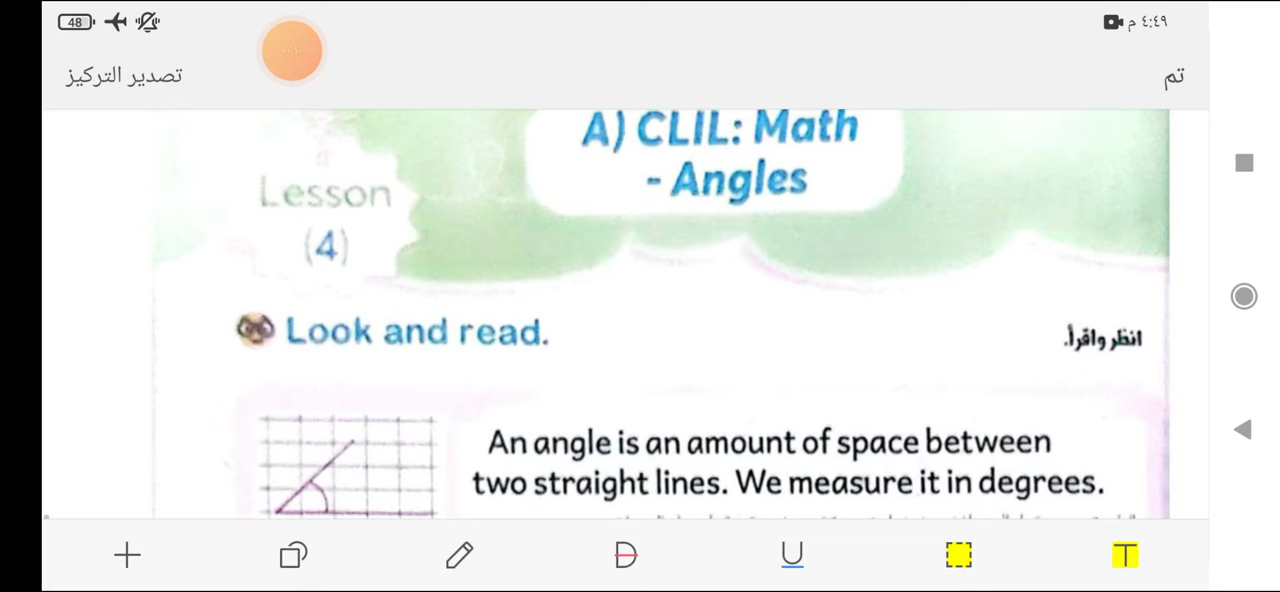 48
٤:٤٩ م
تصدير التركيز
تم
A) CLIL: Math
- Angles
Lesson
(4)
Look and read.
انظر واقرأ.
An angle is an amount of space between
two straight lines. We measure it in degrees.
D
U
T